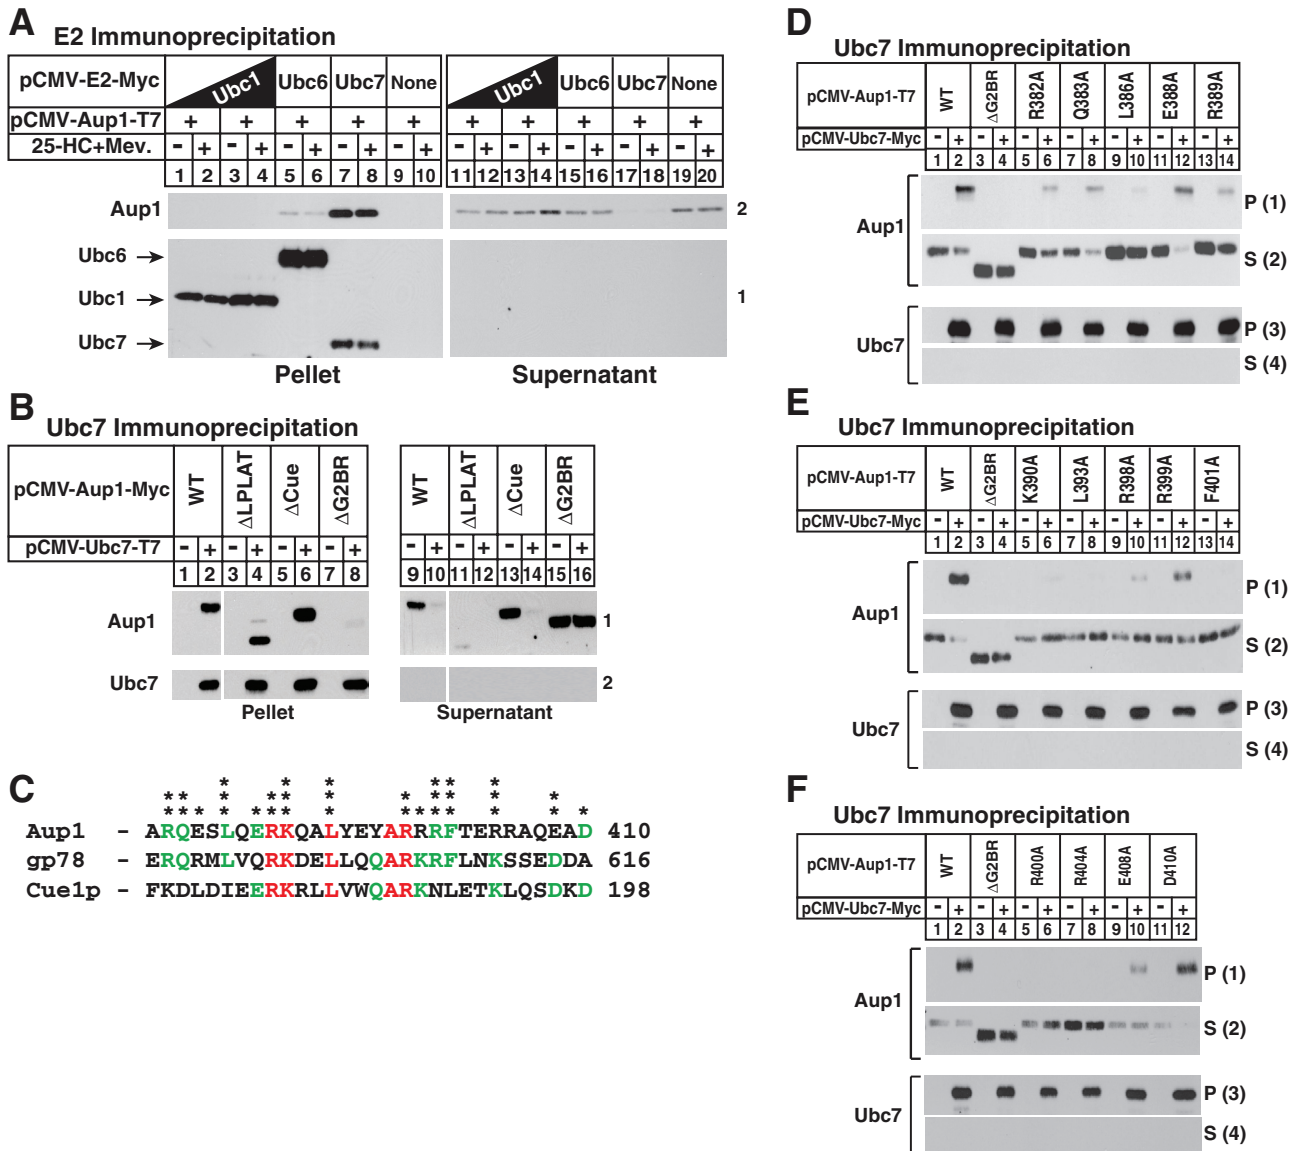 A
E2 Immunoprecipitation
pCMV-E2-Myc Ubc1 Ubc6 Ubc7 None Ubc1 Ubc6 Ubc7 None
pCMV-Aup1-T7 + + + + + + + + + +
25-HC+Mev. - + - + - + - + - + - + - + - + - + - +
1 2 3 4 5 6 7 8 9 10 11 12 13 14 15 16 17 18 19 20
Aup1 2
Ubc6
Ubc1 1
Ubc7
Pellet Supernatant
B
Ubc7 Immunoprecipitation
pCMV-Aup1-Myc WT ΔLPLAT ΔCue ΔG2BR WT ΔLPLAT ΔCue ΔG2BR
pCMV-Ubc7-T7 - + - + - + - + - + - + - + - +
1 2 3 4 5 6 7 8 9 10 11 12 13 14 15 16
Aup1 1
Ubc7 2
Pellet Supernatant
C
* * * *
* * * * * * * * * *
* * * * * * * * * * * * * *
Aup1 - ARQESLQERKQALYEYARRRFTERRAQEAD 410
gp78 - ERQRMLVQRKDELLQQARKRFLNKSSEDDA 616
Cue1p - FKDLDIEERKRLLVWQARKNLETKLQSDKD 198
D
Ubc7 Immunoprecipitation
pCMV-Aup1-T7 WT ΔG2BR R382A Q383A L386A E388A R389A
pCMV-Ubc7-Myc - + - + - + - + - + - + - +
1 2 3 4 5 6 7 8 9 10 11 12 13 14
P (1)
Aup1
S (2)
P (3)
Ubc7
S (4)
E
Ubc7 Immunoprecipitation
pCMV-Aup1-T7 WT ΔG2BR K390A L393A R398A R399A F401A
pCMV-Ubc7-Myc - + - + - + - + - + - + - +
1 2 3 4 5 6 7 8 9 10 11 12 13 14
P (1)
Aup1
S (2)
P (3)
Ubc7
S (4)
F
Ubc7 Immunoprecipitation
pCMV-Aup1-T7 WT ΔG2BR R400A R404A E408A D410A
pCMV-Ubc7-Myc - + - + - + - + - + - +
1 2 3 4 5 6 7 8 9 10 11 12
P (1)
Aup1
S (2)
P (3)
Ubc7
S (4)